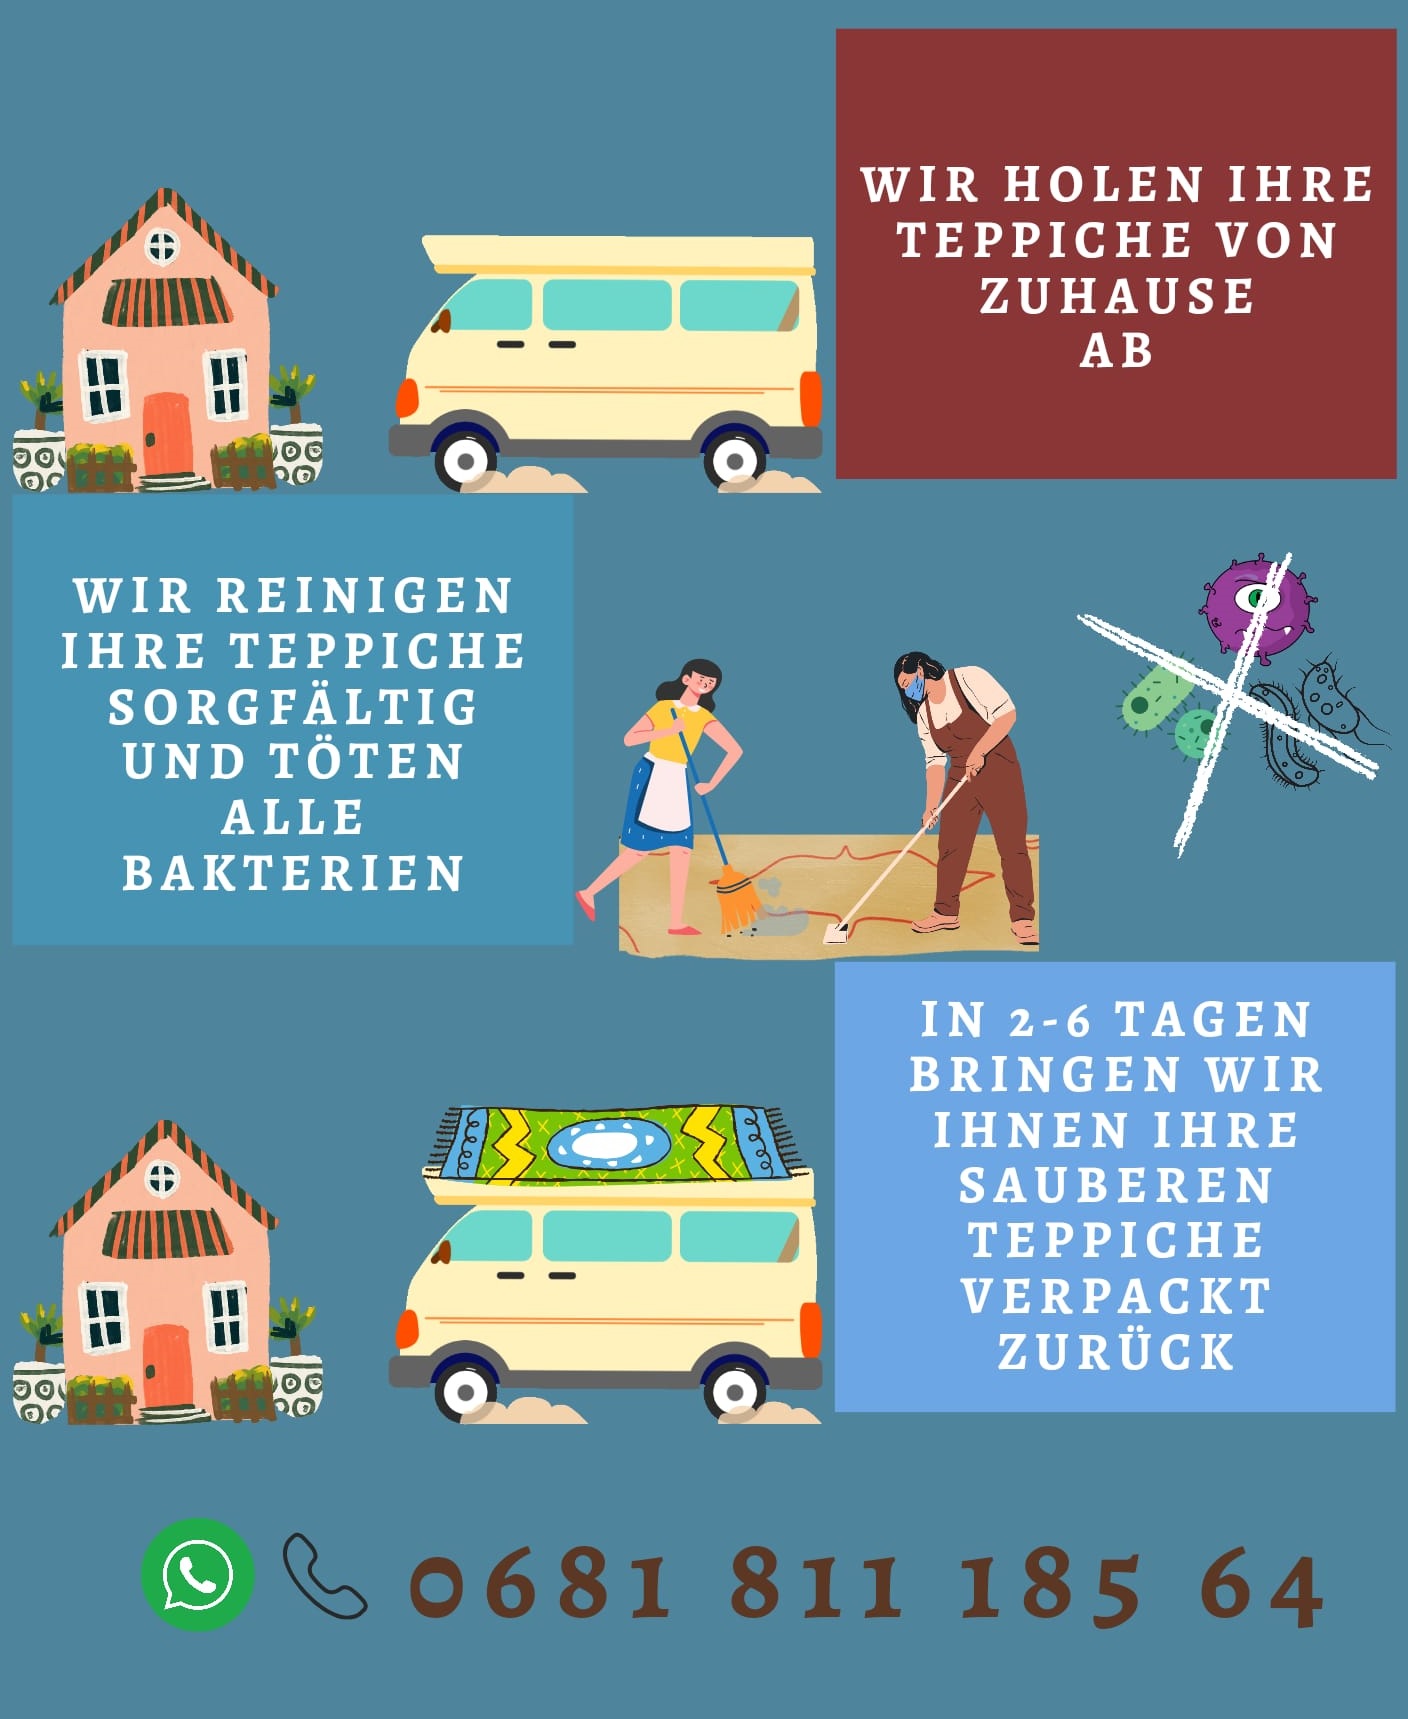 WIR HOLEN IHRE
TEPPICHE VON
ZUHAUSE
AB
WIR REINIGEN
IHRE TEPPICHE
SORGFÄLTIG
UND TÖTEN
ALLE
BAKTERIEN
IN 2-6 TAGEN
BRINGEN WIR
IHNEN IHRE
SAUBEREN
TEPPICHE
VERPACKT
ZURÜCK
0681 811 185 64